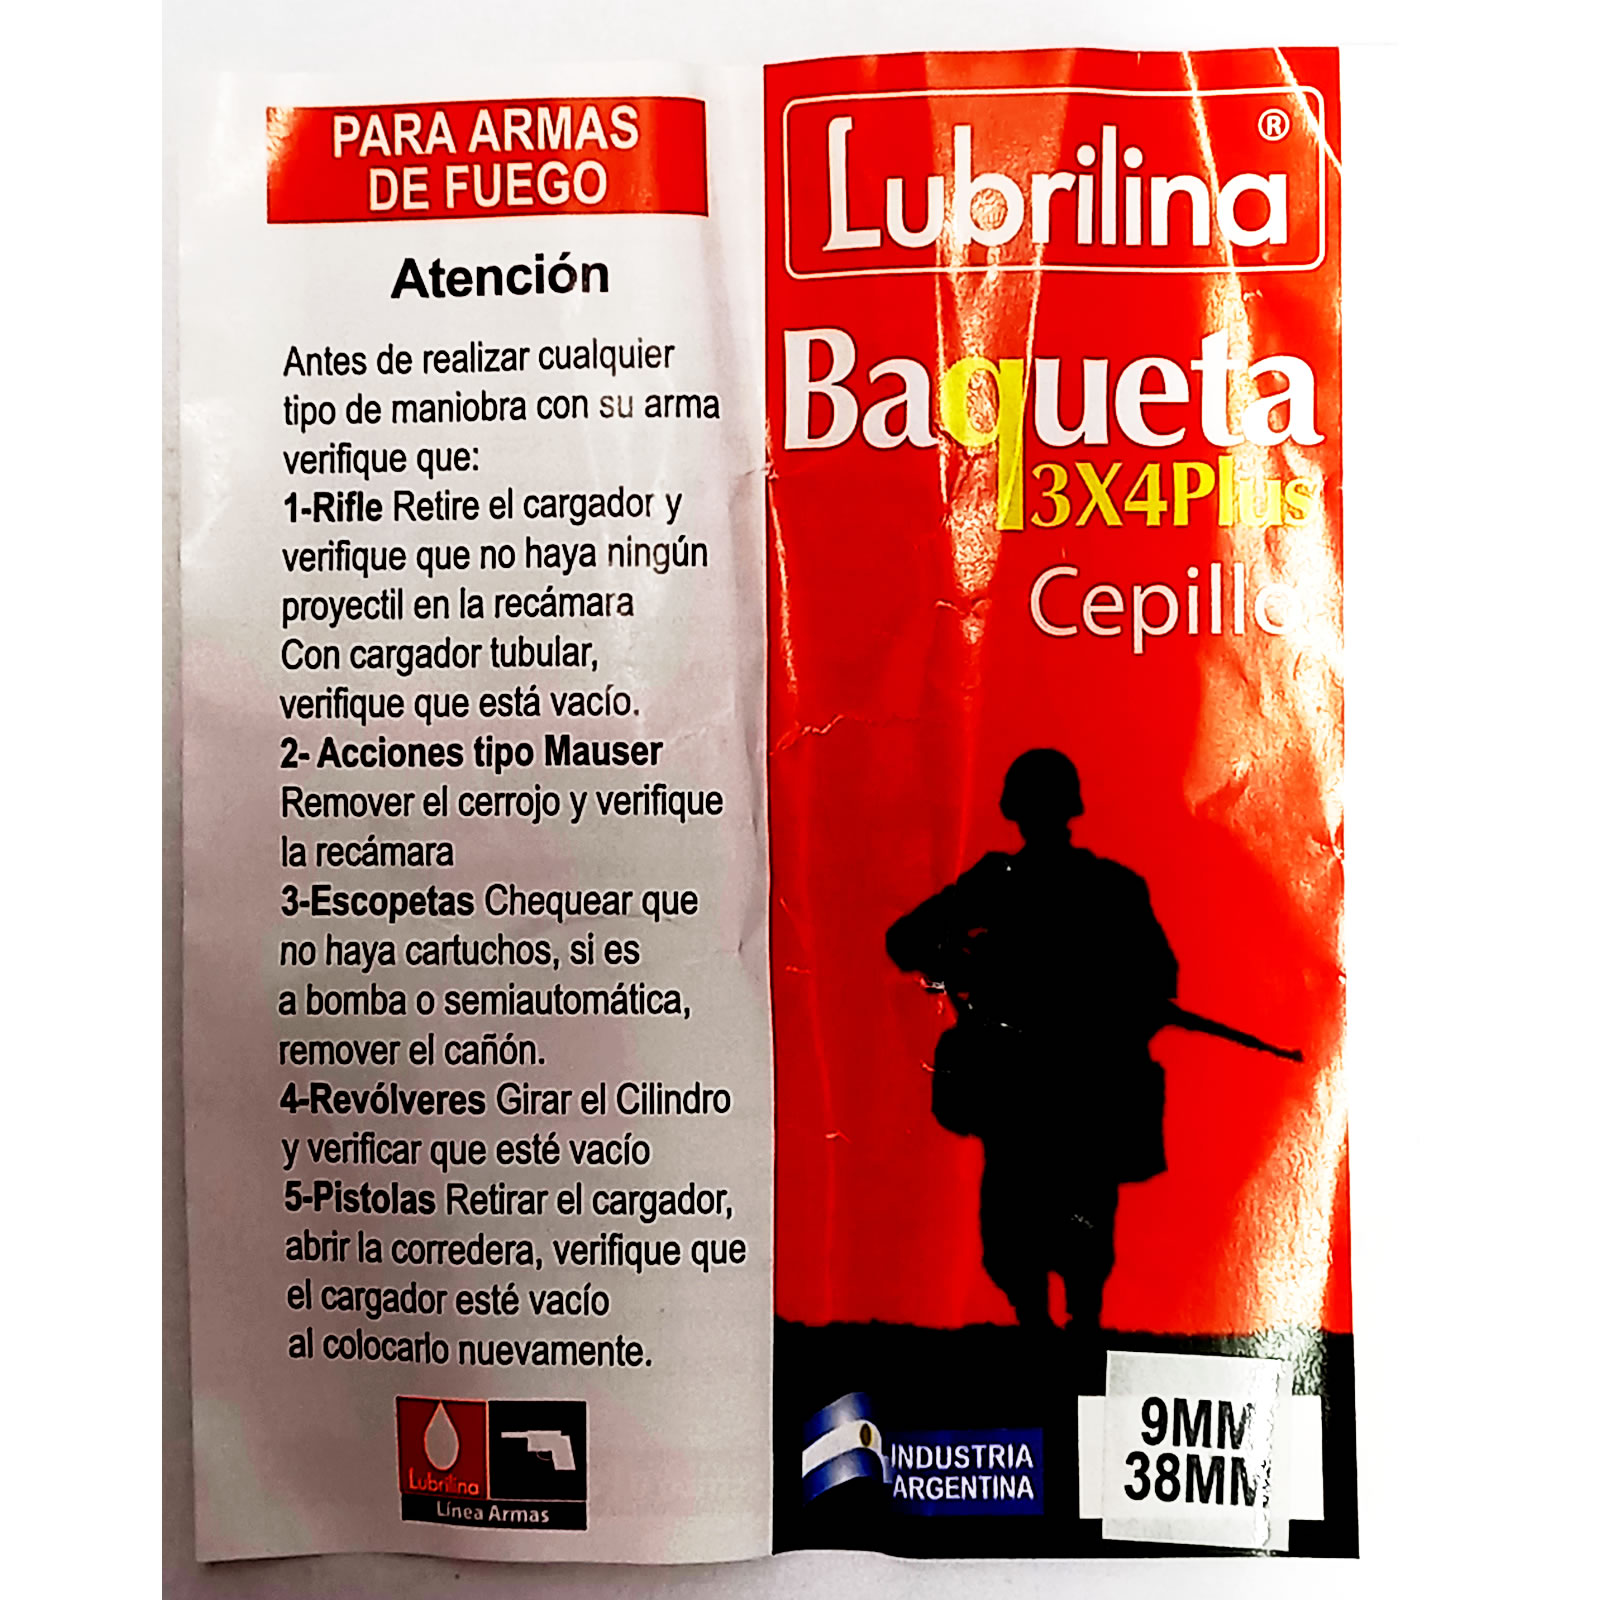 PARA ARMAS
DE FUEGO
Atención
Antes de realizar cualquier
tipo de maniobra con su arma
verifique que:
1-Rifle Retire el cargador y
verifique que no haya ningún
proyectil en la recámara
Con cargador tubular,
verifique que está vacío.
2- Acciones tipo Mauser
Remover el cerrojo y verifique
la recámara
3-Escopetas Chequear que
no haya cartuchos, si es
a bomba o semiautomática,
remover el cañón.
4-Revólveres Girar el Cilindro
y verificar que esté vacío
5-Pistolas Retirar el cargador,
abrir la corredera, verifique que
el cargador esté vacío
al colocarlo nuevamente.
Lubrilina
Línea Armas
Lubrilina®
Baqueta
3X4Plus
Cepillo
INDUSTRIA
ARGENTINA
9MM
38MM